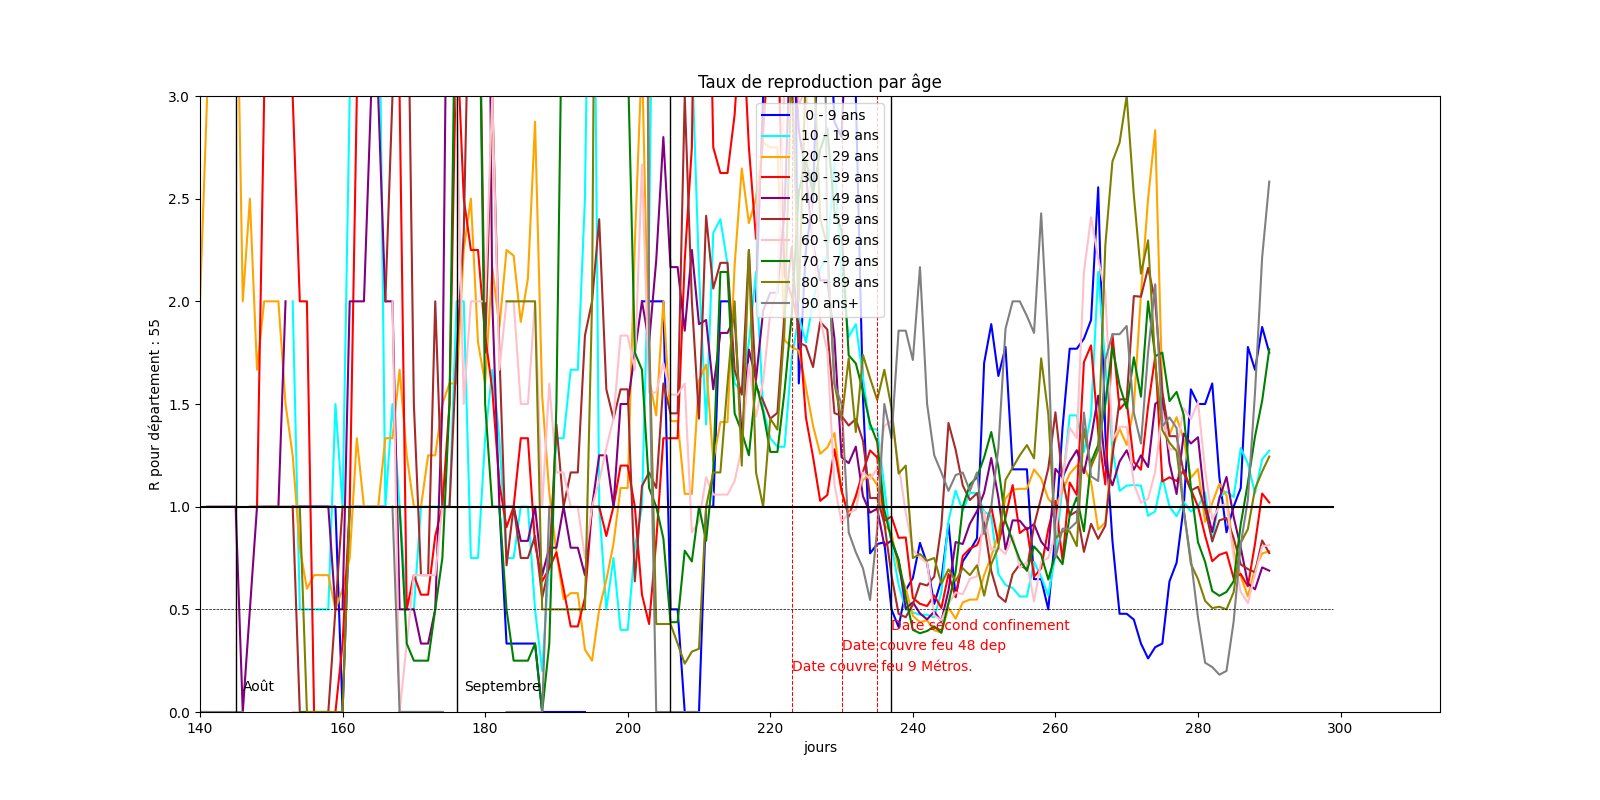 Taux de reproduction par âge
R pour département : 55
3.0
2.5
2.0
1.5
1.0
0.5
0.0
0 - 9 ans
10 - 19 ans
20 - 29 ans
30 - 39 ans
40 - 49 ans
50 - 59 ans
60 - 69 ans
70 - 79 ans
80 - 89 ans
90 ans+
Date second confinement
Date couvre feu 48 dep
Date couvre feu 9 Métros.
Août
Septembre
140
160
180
200
220
240
260
280
300
jours